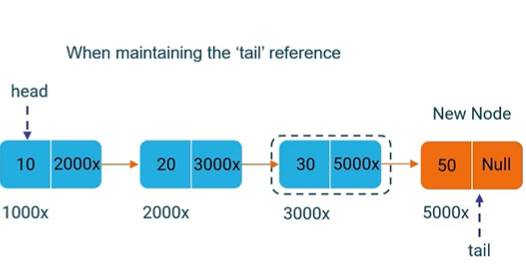 When maintaining the ‘tail’ reference
head
New Node
10 2000x
20 3000x
30 5000x
50 Null
1000x
2000x
3000x
5000x
tail